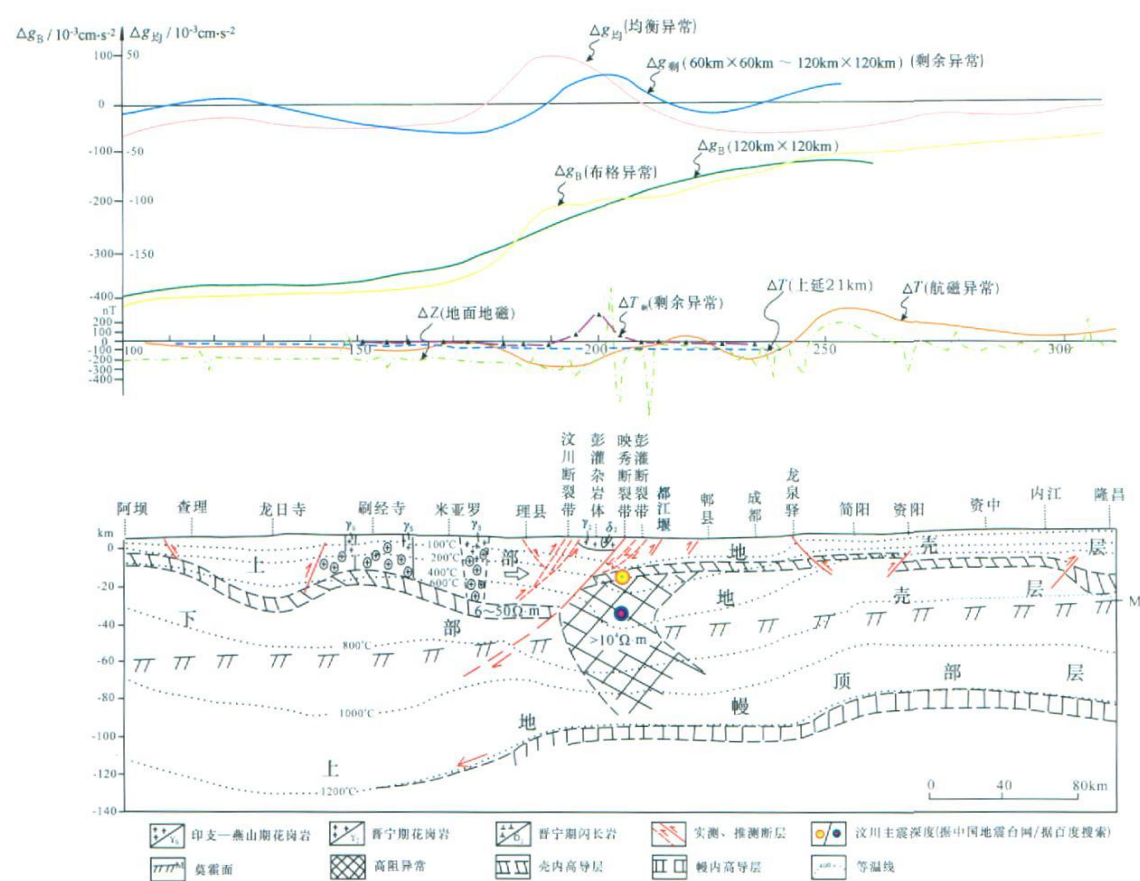 Δg_B / 10⁻³cm·s⁻² Δg_均 / 10⁻³cm·s⁻²
Δg_均(均衡异常)
Δg_剩(60km×60km ~ 120km×120km)(剩余异常)
100 50
0
-100 -50
Δg_B(120km×120km)
Δg_B(布格异常)
-200 -100
-300 -150
-400
nT
ΔZ(地面地磁) ΔT_剩(剩余异常) ΔT(上延21km) ΔT(航磁异常)
200
100
0
-100
-200
-300
-400
100 150 200 250 300
阿坝 查理 龙日坝 刷经寺 米亚罗 理县 汶川断裂带 彭灌杂岩体 映秀断裂带 彭灌断裂带 都江堰 郫县 成都 龙泉驿 简阳 资阳 资中 内江 隆昌
km
0
-20
-40
-60
-80
-100
-120
-140
100℃
200℃
400℃
600℃
上 部 地 壳 层
6~50Ω·m
下 部 地 壳 层
M
>10⁴Ω·m
800℃
1000℃
上 地 幔 顶 部 层
1200℃
0 40 80km
印支—燕山期花岗岩 晋宁期花岗岩 晋宁期闪长岩 实测、推测断层 汶川主震深度(据中国地震台网/据百度搜索)
莫霍面 高阻异常 壳内高导层 幔内高导层 等温线